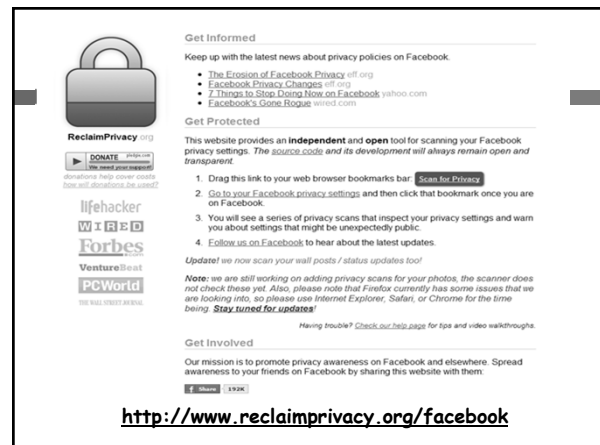 ReclaimPrivacy.org
DONATE pledgie.com
We need your support!
donations help cover costs
how will donations be used?
lifehacker
WIRED
Forbes
VentureBeat
PCWorld
THE WALL STREET JOURNAL
Get Informed
Keep up with the latest news about privacy policies on Facebook.
• The Erosion of Facebook Privacy eff.org
• Facebook Privacy Changes eff.org
• 7 Things to Stop Doing Now on Facebook yahoo.com
• Facebook's Gone Rogue wired.com
Get Protected
This website provides an independent and open tool for scanning your Facebook
privacy settings. The source code and its development will always remain open and
transparent.
1. Drag this link to your web browser bookmarks bar: Scan for Privacy
2. Go to your Facebook privacy settings and then click that bookmark once you are
on Facebook.
3. You will see a series of privacy scans that inspect your privacy settings and warn
you about settings that might be unexpectedly public.
4. Follow us on Facebook to hear about the latest updates.
Update! we now scan your wall posts / status updates too!
Note: we are still working on adding privacy scans for your photos, the scanner does
not check these yet. Also, please note that Firefox currently has some issues that we
are looking into, so please use Internet Explorer, Safari, or Chrome for the time
being. Stay tuned for updates!
Having trouble? Check our help page for tips and video walkthroughs.
Get Involved
Our mission is to promote privacy awareness on Facebook and elsewhere. Spread
awareness to your friends on Facebook by sharing this website with them:
f Share 192K
http://www.reclaimprivacy.org/facebook